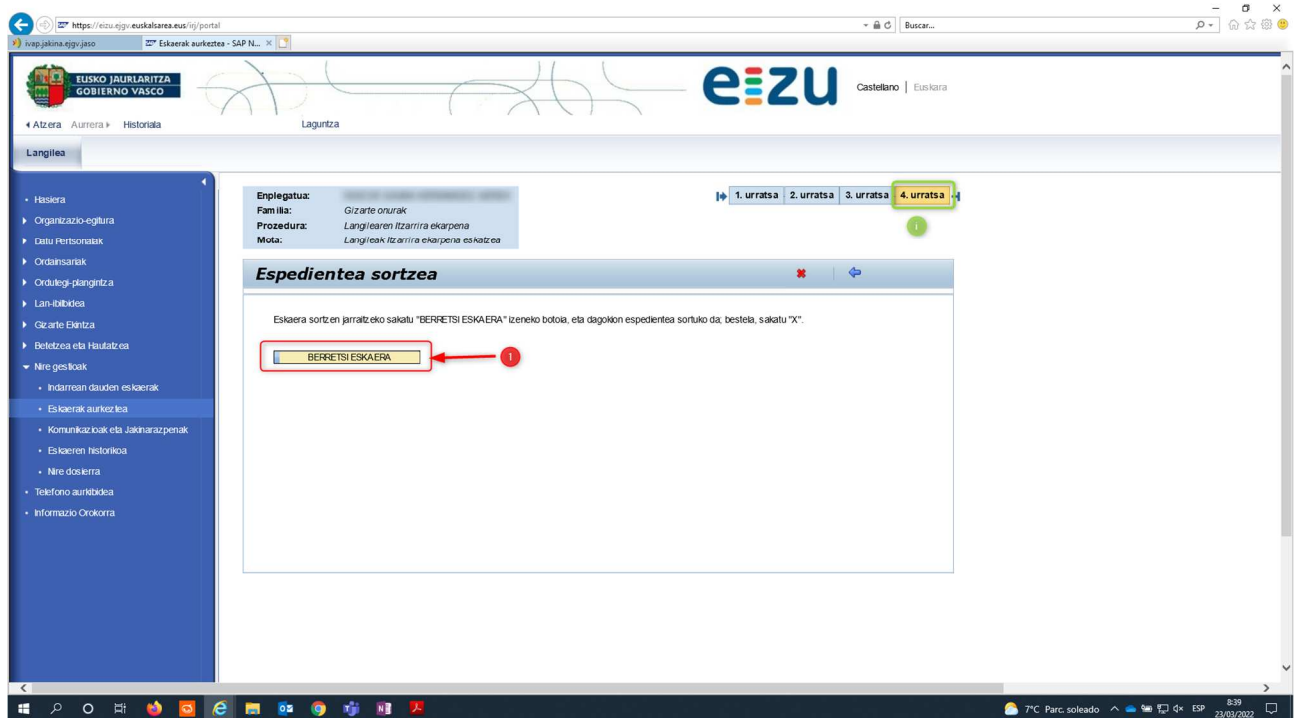 https://eizu.ejgv.euskalsarea.eus/irj/portal
Buscar...
ivap.jakina.ejgv.jaso
Eskaerak aurkeztea - SAP N...
EUSKO JAURLARITZA
GOBIERNO VASCO
eizu
Castellano | Euskara
Atzera Aurrera Historiala Laguntza
Langilea
Hasiera
Organizazio-egitura
Datu Pertsonalak
Ordainsariak
Ordutegi-plangintza
Lan-ibilbidea
Gizarte Ekintza
Betetzea eta Hautatzea
Nire gestioak
Indarrean dauden eskaerak
Eskaerak aurkeztea
Komunikazioak eta Jakinarazpenak
Eskaeren historikoa
Nire dosierra
Telefono aurkibidea
Informazio Orokorra
Enplegatua:
Familia: Gizarte onurak
Prozedura: Langilearen Itzarrira ekarpena
Mota: Langileak Itzarrira ekarpena eskatzea
1. urratsa 2. urratsa 3. urratsa 4. urratsa
i
Espedientea sortzea
Eskaera sortzen jarraitzeko sakatu "BERRETSI ESKAERA" izeneko botoia, eta dagokion espedientea sortuko da; bestela, sakatu "X".
BERRETSI ESKAERA
1
7°C Parc. soleado
ESP
8:39
23/03/2022